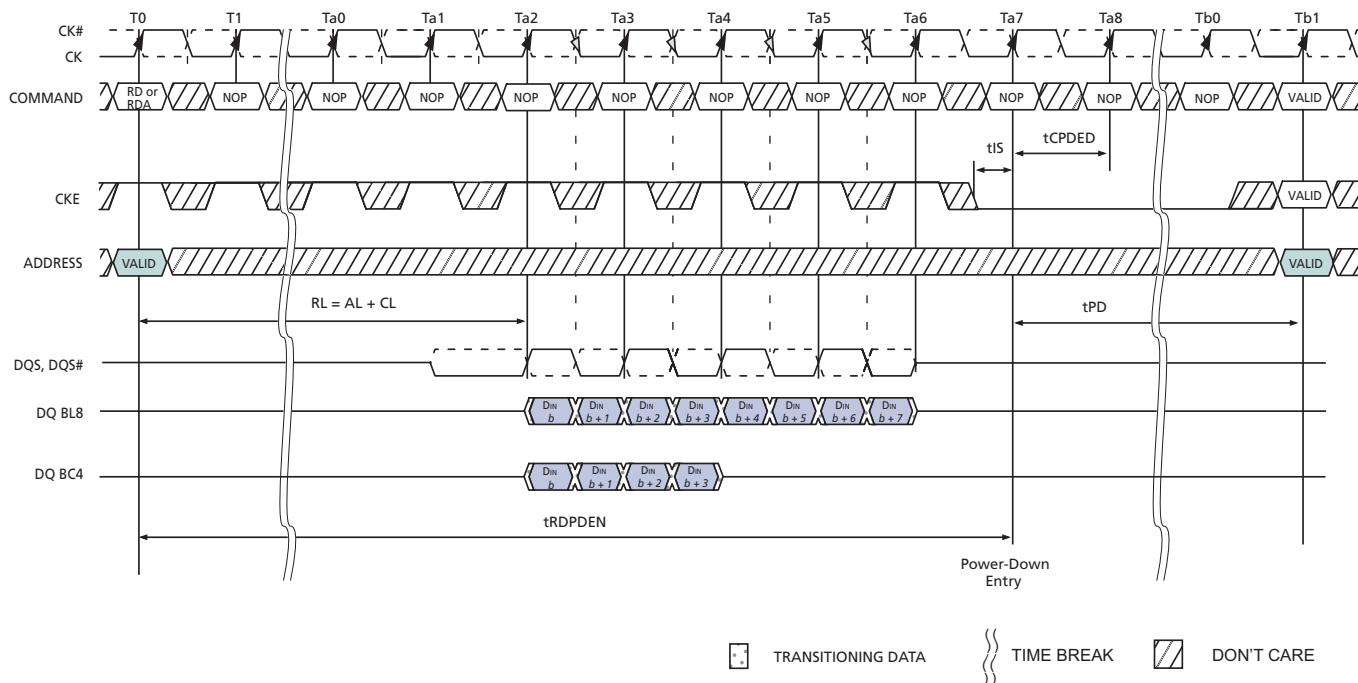 T0 T1 Ta0 Ta1 Ta2 Ta3 Ta4 Ta5 Ta6 Ta7 Ta8 Tb0 Tb1
CK#
CK
COMMAND RD or RDA NOP NOP NOP NOP NOP NOP NOP NOP NOP NOP NOP VALID
tIS tCPDED
CKE VALID
ADDRESS VALID VALID
RL = AL + CL tPD
DQS, DQS#
DQ BL8 DIN b DIN b + 1 DIN b + 2 DIN b + 3 DIN b + 4 DIN b + 5 DIN b + 6 DIN b + 7
DQ BC4 DIN b DIN b + 1 DIN b + 2 DIN b + 3
tRDPDEN
Power-Down
Entry
TRANSITIONING DATA TIME BREAK DON'T CARE